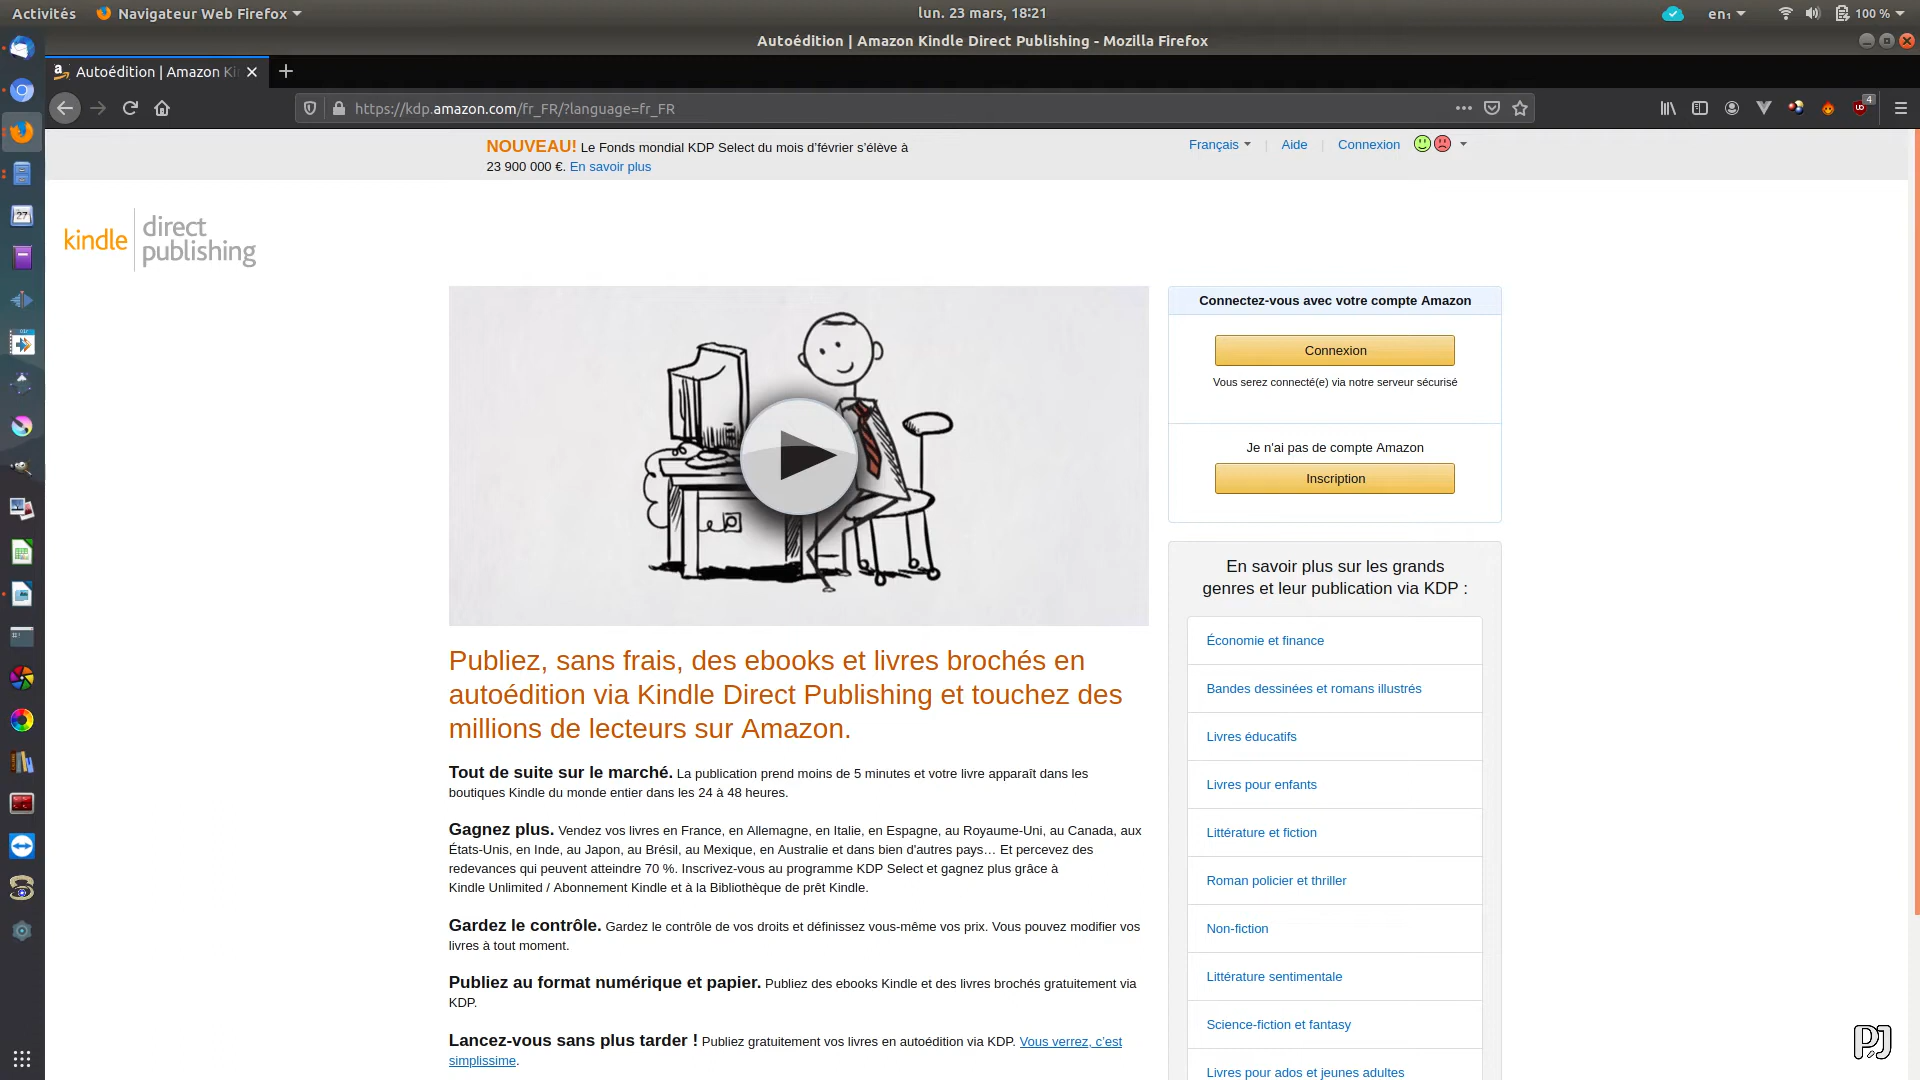 Activités
Navigateur Web Firefox
lun. 23 mars, 18:21
en₁
100 %
Autoédition | Amazon Kindle Direct Publishing - Mozilla Firefox
Autoédition | Amazon Ki
https://kdp.amazon.com/fr_FR/?language=fr_FR
4
NOUVEAU! Le Fonds mondial KDP Select du mois d’février s’élève à
23 900 000 €. En savoir plus
Français
Aide
Connexion
27
kindle
direct
publishing
Connectez-vous avec votre compte Amazon
Connexion
Vous serez connecté(e) via notre serveur sécurisé
Je n'ai pas de compte Amazon
Inscription
Publiez, sans frais, des ebooks et livres brochés en
autoédition via Kindle Direct Publishing et touchez des
millions de lecteurs sur Amazon.
Tout de suite sur le marché. La publication prend moins de 5 minutes et votre livre apparaît dans les
boutiques Kindle du monde entier dans les 24 à 48 heures.
Gagnez plus. Vendez vos livres en France, en Allemagne, en Italie, en Espagne, au Royaume-Uni, au Canada, aux
États-Unis, en Inde, au Japon, au Brésil, au Mexique, en Australie et dans bien d'autres pays… Et percevez des
redevances qui peuvent atteindre 70 %. Inscrivez-vous au programme KDP Select et gagnez plus grâce à
Kindle Unlimited / Abonnement Kindle et à la Bibliothèque de prêt Kindle.
Gardez le contrôle. Gardez le contrôle de vos droits et définissez vous-même vos prix. Vous pouvez modifier vos
livres à tout moment.
Publiez au format numérique et papier. Publiez des ebooks Kindle et des livres brochés gratuitement via
KDP.
Lancez-vous sans plus tarder ! Publiez gratuitement vos livres en autoédition via KDP. Vous verrez, c’est
simplissime.
En savoir plus sur les grands
genres et leur publication via KDP :
Économie et finance
Bandes dessinées et romans illustrés
Livres éducatifs
Livres pour enfants
Littérature et fiction
Roman policier et thriller
Non-fiction
Littérature sentimentale
Science-fiction et fantasy
Livres pour ados et jeunes adultes
PJ